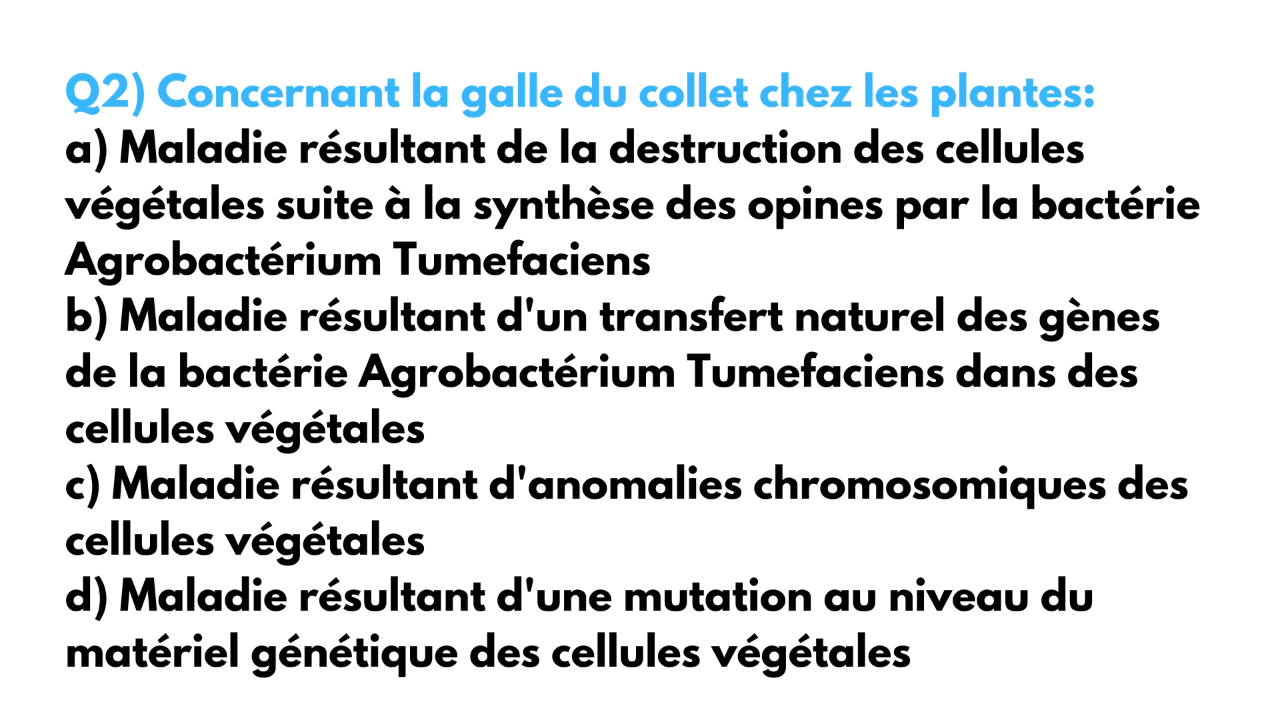 Q2) Concernant la galle du collet chez les plantes:
a) Maladie résultant de la destruction des cellules
végétales suite à la synthèse des opines par la bactérie
Agrobactérium Tumefaciens
b) Maladie résultant d'un transfert naturel des gènes
de la bactérie Agrobactérium Tumefaciens dans des
cellules végétales
c) Maladie résultant d'anomalies chromosomiques des
cellules végétales
d) Maladie résultant d'une mutation au niveau du
matériel génétique des cellules végétales